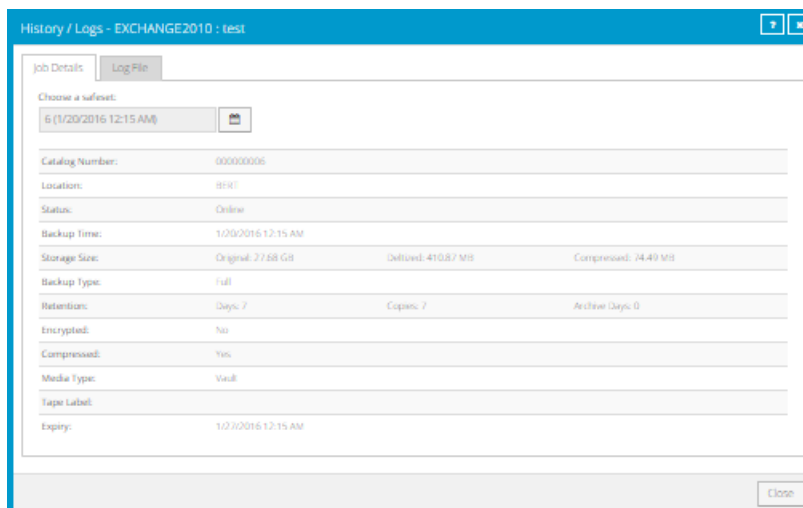 History / Logs - EXCHANGE2010 : test
Job Details Log File
Choose a safeset:
6 (1/20/2016 12:15 AM)
Catalog Number: 000000006
Location: BERT
Status: Online
Backup Time: 1/20/2016 12:15 AM
Storage Size: Original: 27.68 GB Deltized: 410.87 MB Compressed: 74.49 MB
Backup Type: Full
Retention: Days: 7 Copies: 7 Archive Days: 0
Encrypted: No
Compressed: Yes
Media Type: Vault
Tape Label:
Expiry: 1/27/2016 12:15 AM
Close